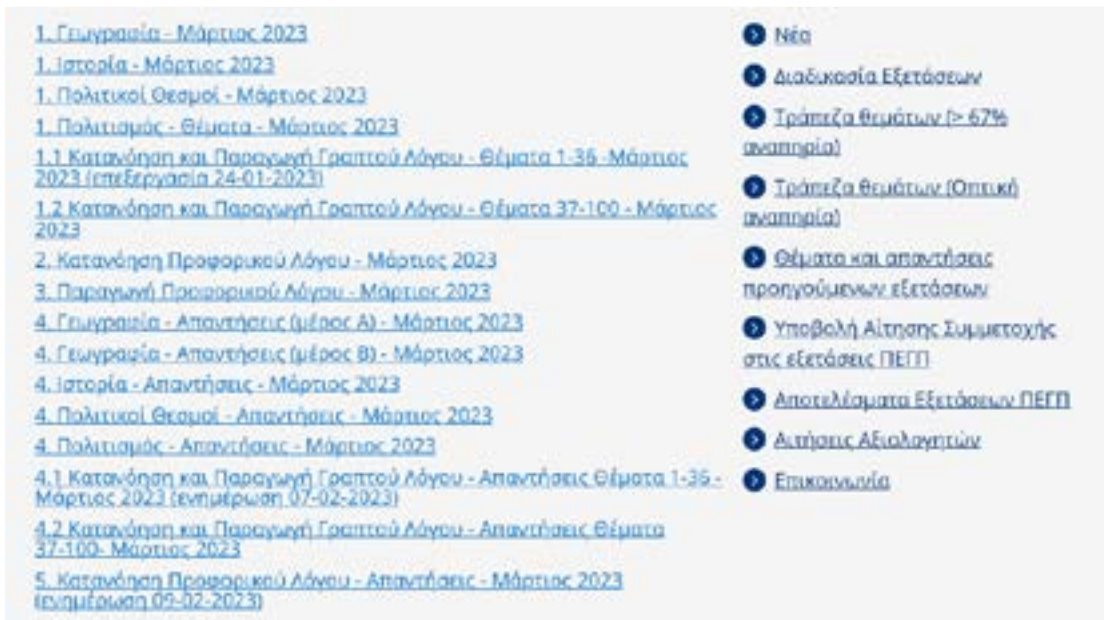 1. Γεωγραφία - Μάρτιος 2023
1. Ιστορία - Μάρτιος 2023
1. Πολιτικοί Θεσμοί - Μάρτιος 2023
1. Πολιτισμός - Θέματα - Μάρτιος 2023
1.1 Κατανόηση και Παραγωγή Γραπτού Λόγου - Θέματα 1-36 -Μάρτιος
2023 (επεξεργασία 24-01-2023)
1.2 Κατανόηση και Παραγωγή Γραπτού Λόγου - Θέματα 37-100 - Μάρτιος
2023
2. Κατανόηση Προφορικού Λόγου - Μάρτιος 2023
3. Παραγωγή Προφορικού Λόγου - Μάρτιος 2023
4. Γεωγραφία - Απαντήσεις (μέρος Α) - Μάρτιος 2023
4. Γεωγραφία - Απαντήσεις (μέρος Β) - Μάρτιος 2023
4. Ιστορία - Απαντήσεις - Μάρτιος 2023
4. Πολιτικοί Θεσμοί - Απαντήσεις - Μάρτιος 2023
4. Πολιτισμός - Απαντήσεις - Μάρτιος 2023
4.1 Κατανόηση και Παραγωγή Γραπτού Λόγου - Απαντήσεις Θέματα 1-36 -
Μάρτιος 2023 (ενημέρωση 07-02-2023)
4.2 Κατανόηση και Παραγωγή Γραπτού Λόγου - Απαντήσεις Θέματα
37-100- Μάρτιος 2023
5. Κατανόηση Προφορικού Λόγου - Απαντήσεις - Μάρτιος 2023
(ενημέρωση 09-02-2023)
Νέα
Διαδικασία Εξετάσεων
Τράπεζα θεμάτων (> 67%
αναπηρία)
Τράπεζα θεμάτων (Οπτική
αναπηρία)
Θέματα και απαντήσεις
προηγούμενων εξετάσεων
Υποβολή Αίτησης Συμμετοχής
στις εξετάσεις ΠΕΓΠ
Αποτελέσματα Εξετάσεων ΠΕΓΠ
Αιτήσεις Αξιολογητών
Επικοινωνία